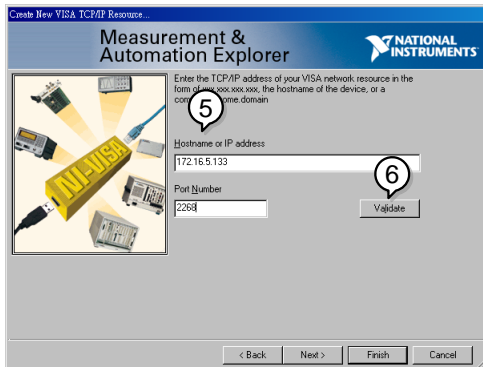 Create New VISA TCP/IP Resource...
Measurement &
Automation Explorer
NATIONAL
INSTRUMENTS
Enter the TCP/IP address of your VISA network resource in the
form of xxx.xxx.xxx.xxx, the hostname of the device, or a
ome.domain
5
Hostname or IP address
172.16.5.133
6
Port Number
2268
Validate
NI-VISA
< Back
Next >
Finish
Cancel